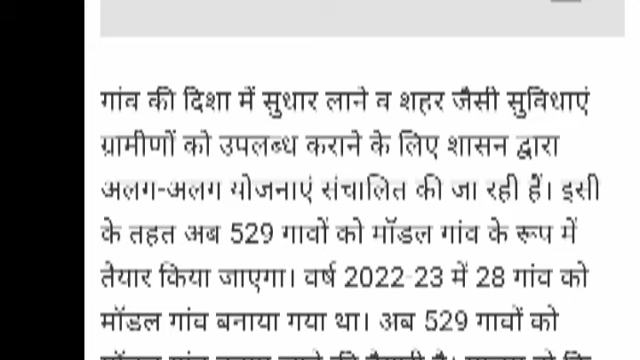 गांव की दिशा में सुधार लाने व शहर जैसी सुविधाएं
ग्रामीणों को उपलब्ध कराने के लिए शासन द्वारा
अलग-अलग योजनाएं संचालित की जा रही हैं। इसी
के तहत अब 529 गावों को मॉडल गांव के रूप में
तैयार किया जाएगा। वर्ष 2022-23 में 28 गांव को
मॉडल गांव बनाया गया था। अब 529 गावों को